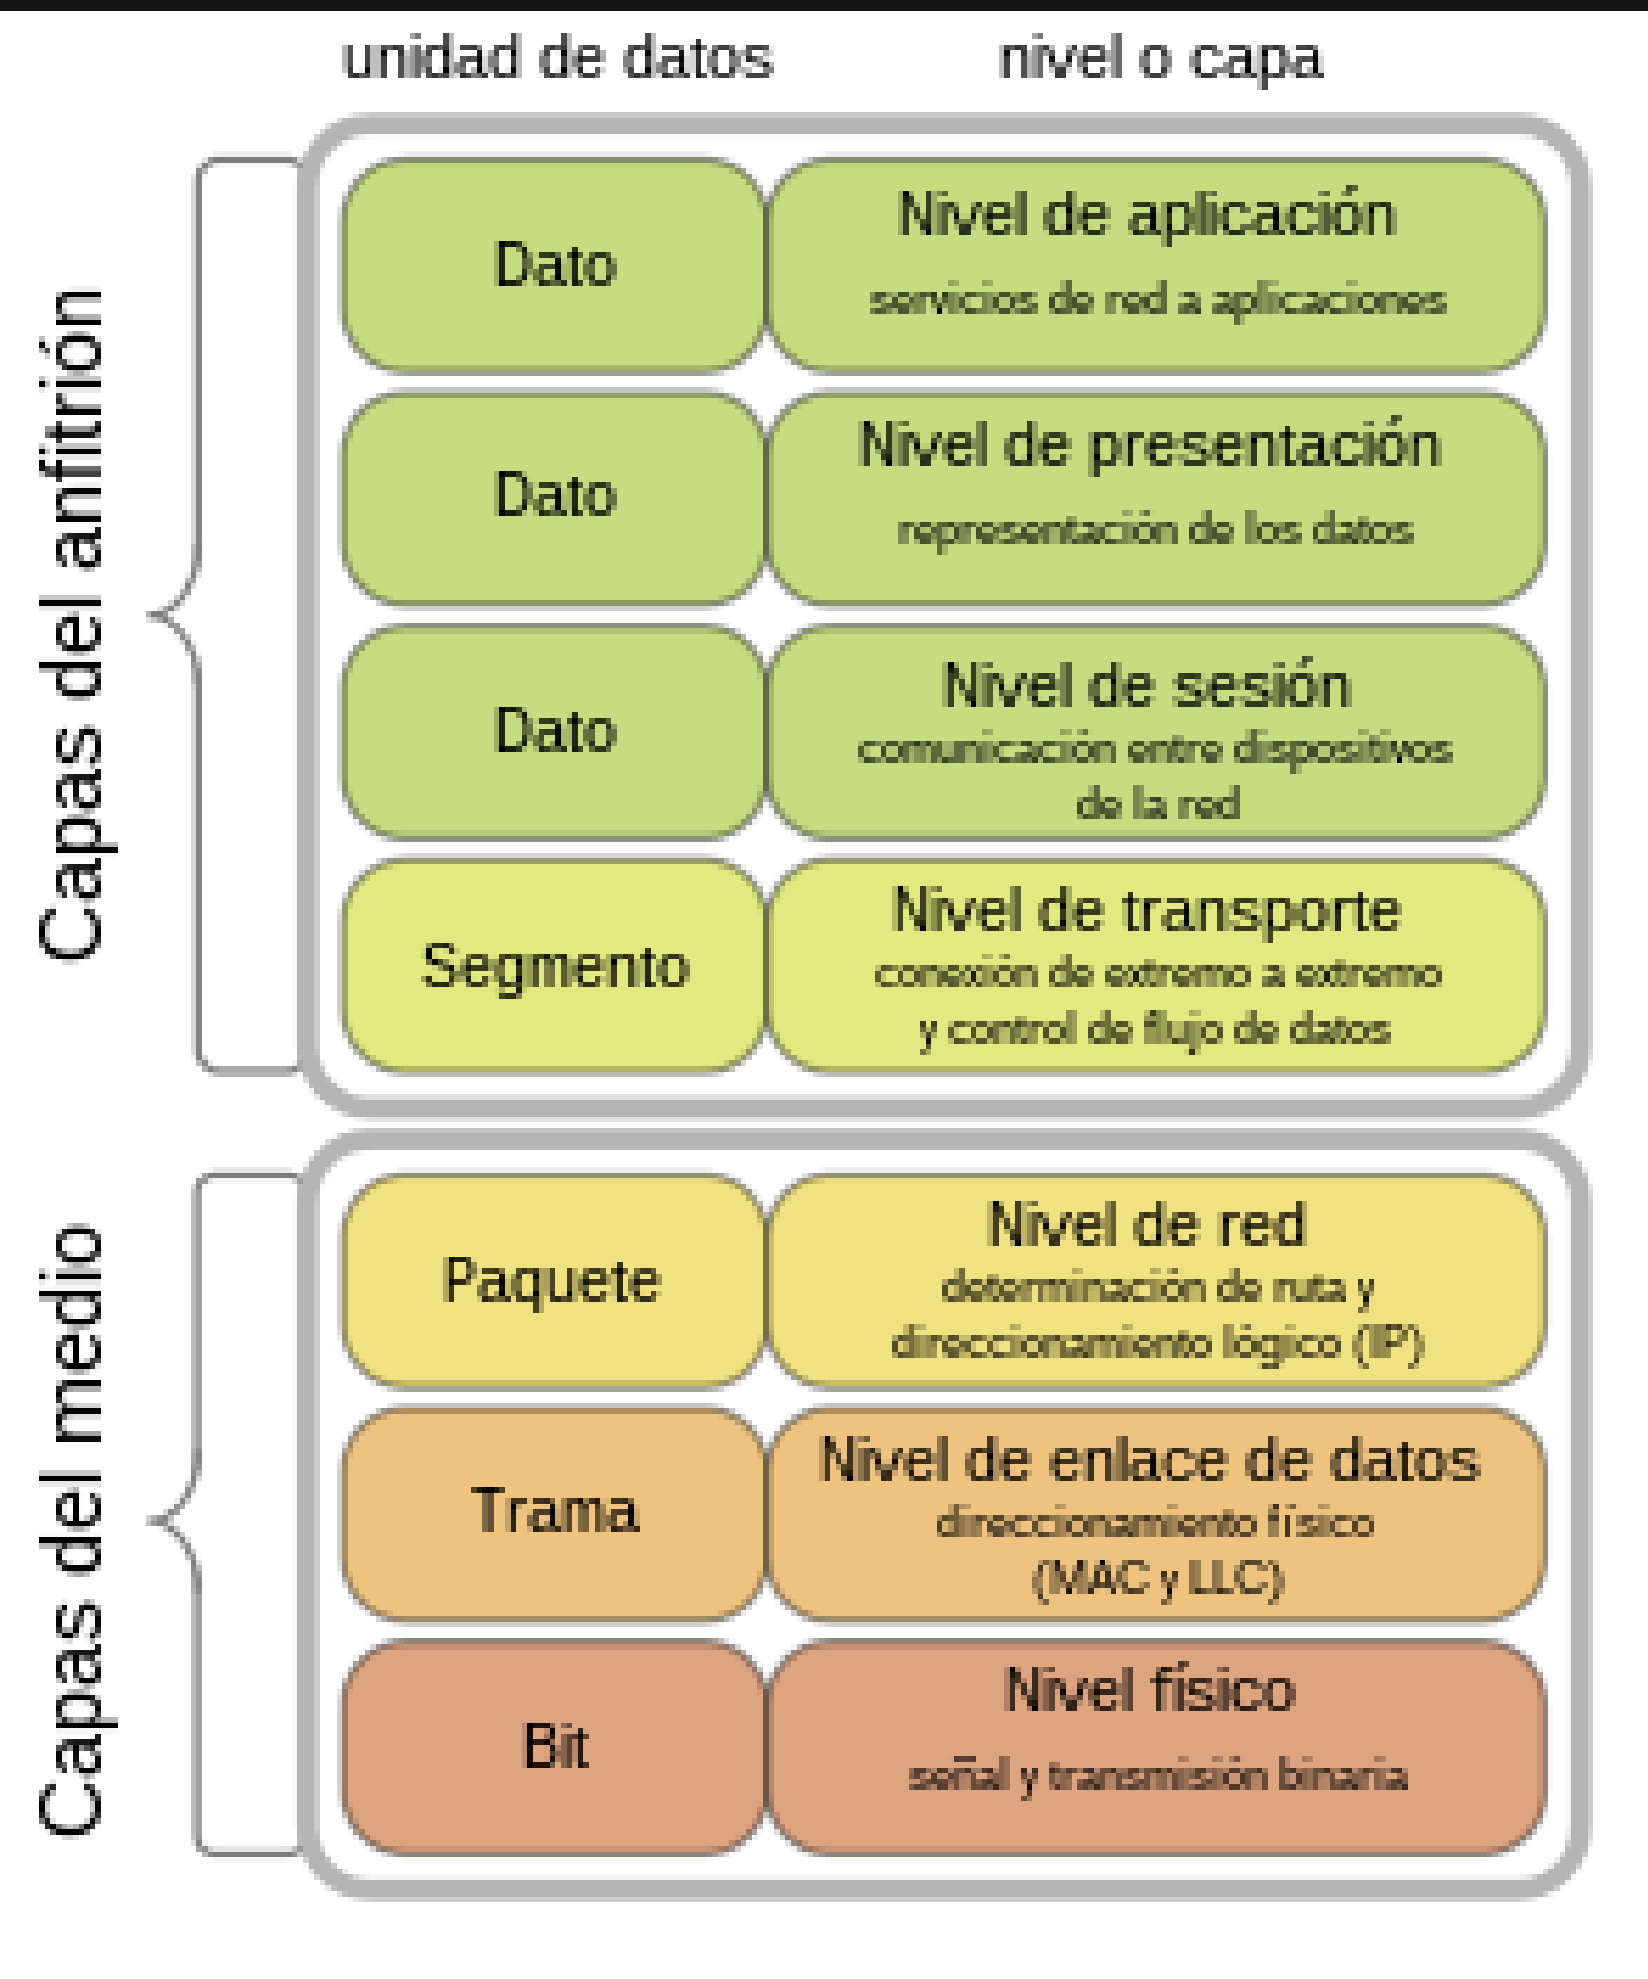 unidad de datos
nivel o capa
Capas del anfitrión
Dato
Nivel de aplicación
servicios de red a aplicaciones
Dato
Nivel de presentación
representación de los datos
Dato
Nivel de sesión
comunicación entre dispositivos
de la red
Segmento
Nivel de transporte
conexión de extremo a extremo
y control de flujo de datos
Capas del medio
Paquete
Nivel de red
determinación de ruta y
direccionamiento lógico (IP)
Trama
Nivel de enlace de datos
direccionamiento físico
(MAC y LLC)
Bit
Nivel físico
señal y transmisión binaria